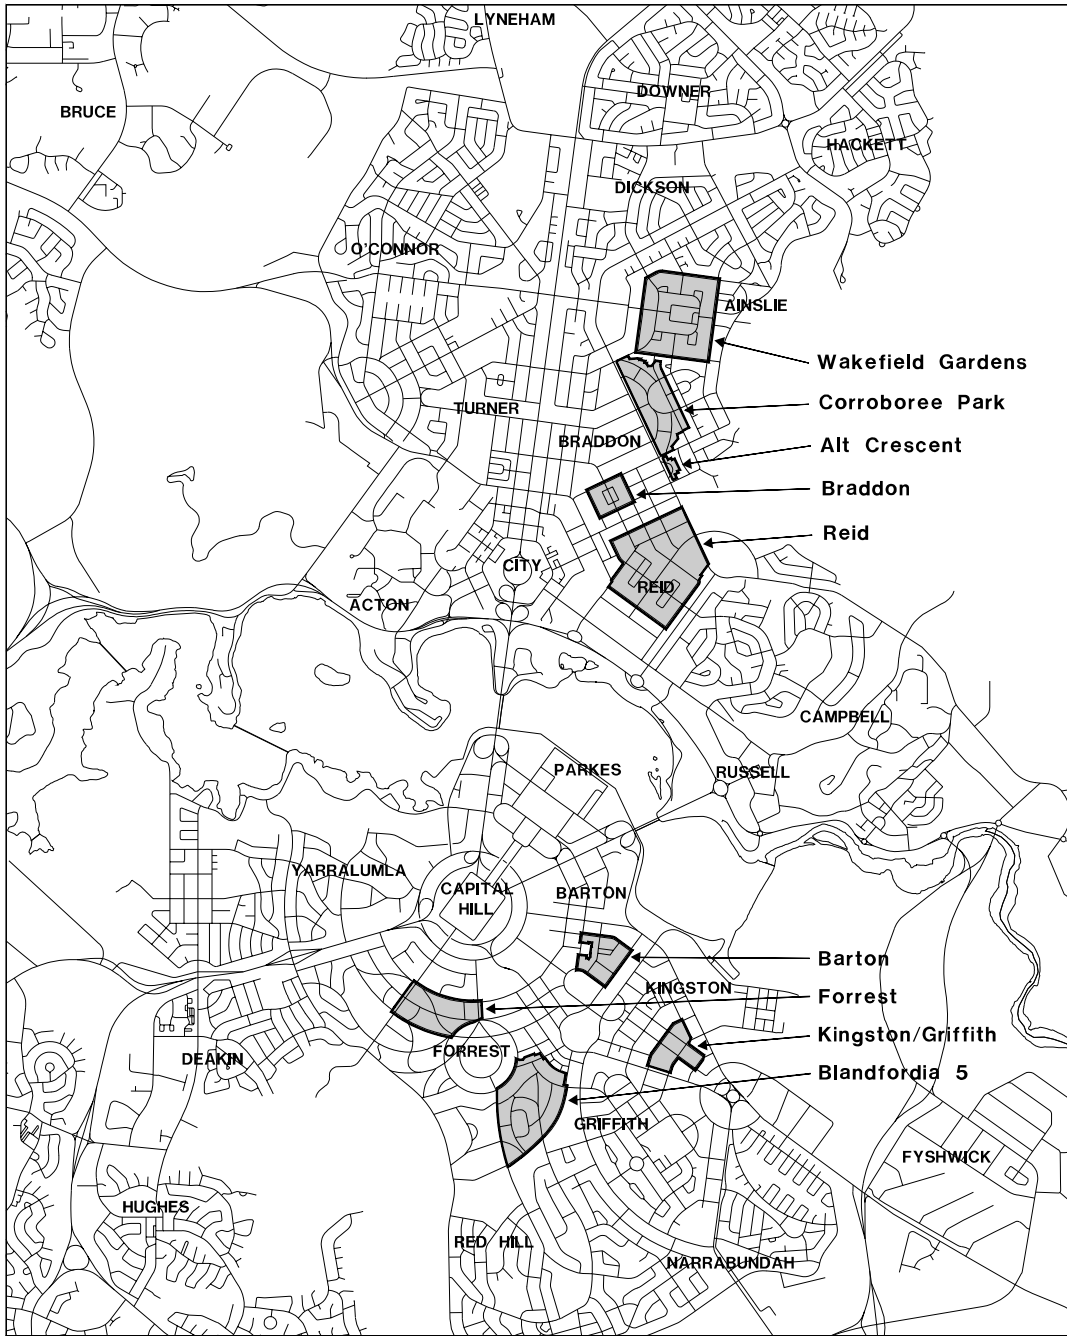 LYNEHAM
DOWNER
BRUCE
HACKETT
DICKSON
O'CONNOR
AINSLIE
Wakefield Gardens
Corroboree Park
TURNER
BRADDON
Alt Crescent
Braddon
Reid
CITY
REID
ACTON
CAMPBELL
PARKES
RUSSELL
YARRALUMLA
CAPITAL
HILL
BARTON
Barton
KINGSTON
Forrest
Kingston/Griffith
FORREST
DEAKIN
Blandfordia 5
GRIFFITH
FYSHWICK
HUGHES
RED HILL
NARRABUNDAH